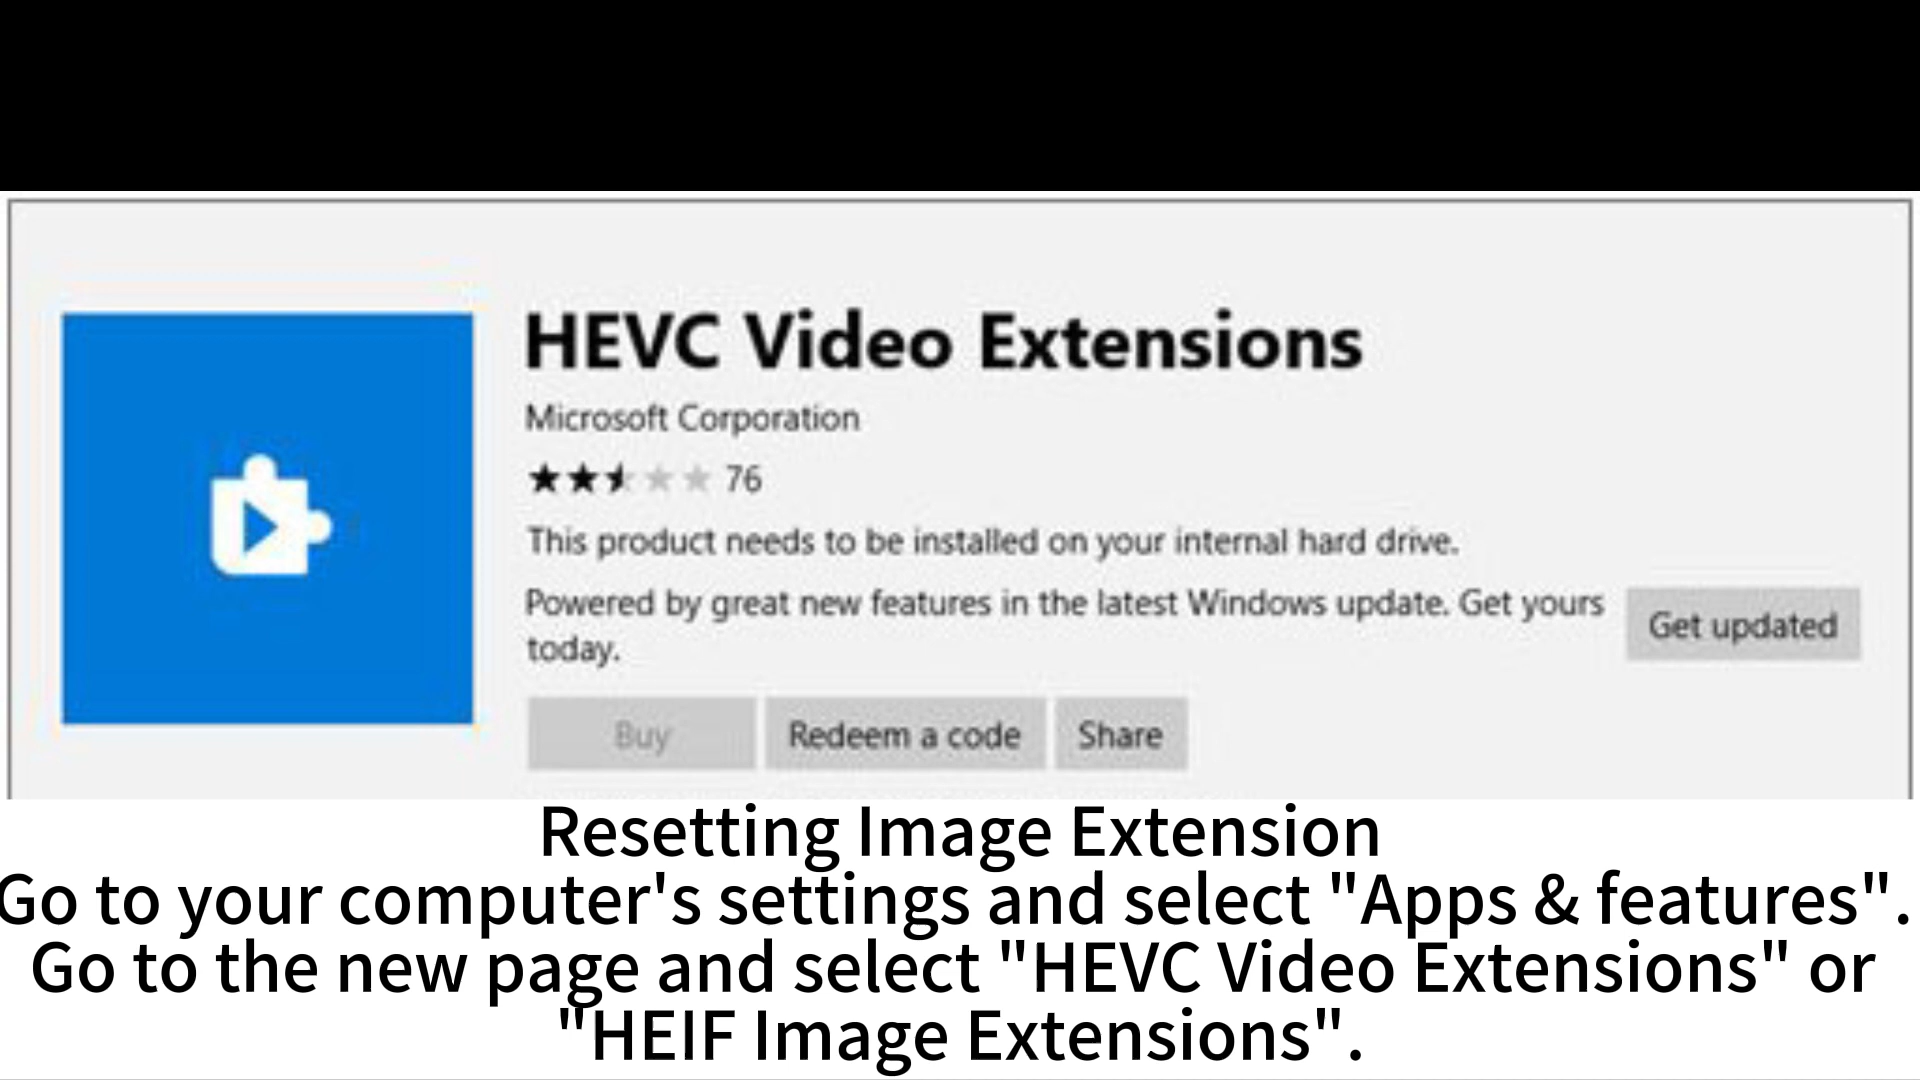 HEVC Video Extensions
Microsoft Corporation
76
This product needs to be installed on your internal hard drive.
Powered by great new features in the latest Windows update. Get yours
today.
Get updated
Buy
Redeem a code
Share
Resetting Image Extension
Go to your computer's settings and select "Apps & features".
Go to the new page and select "HEVC Video Extensions" or
"HEIF Image Extensions".